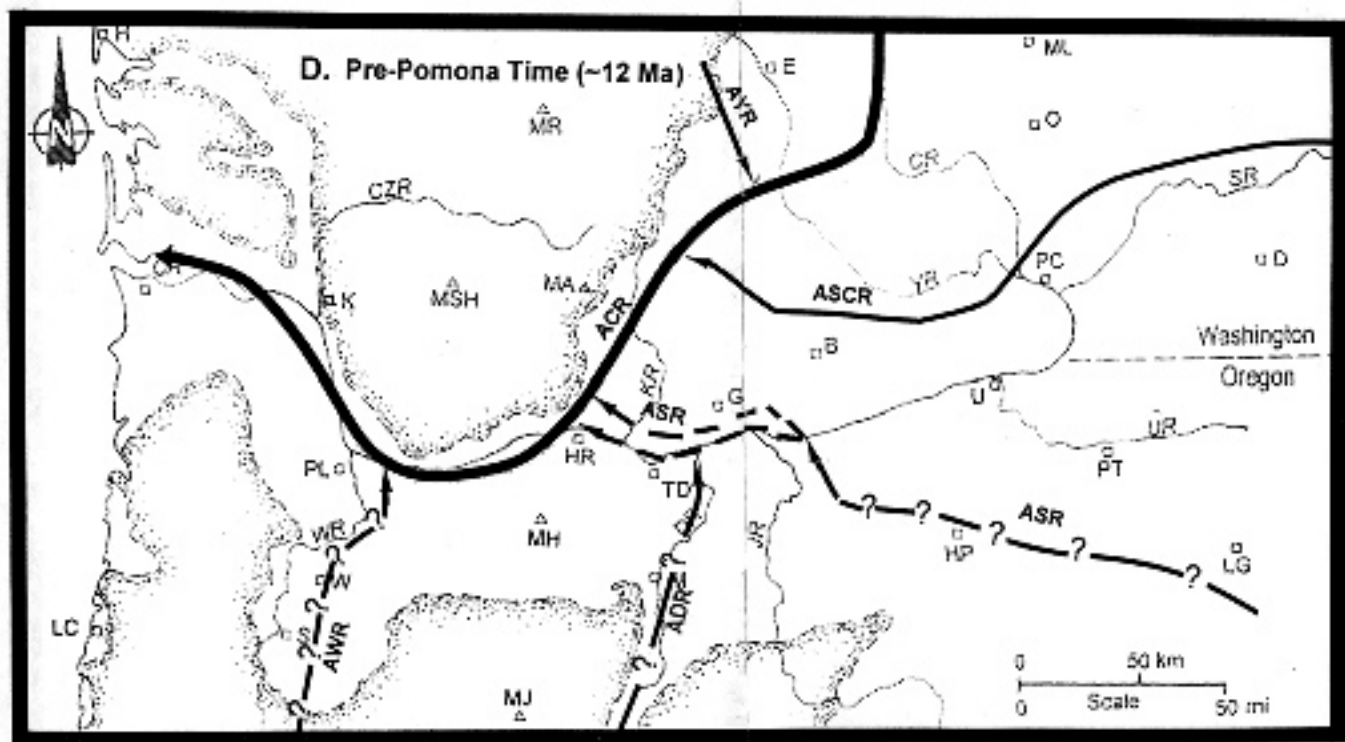 H
D. Pre-Pomona Time (~12 Ma)
E
ML
N
MR
AYR
O
CZR
CR
SR
K
MSH
MA
ACR
YR
PC
D
ASCR
B
Washington
Oregon
KR
G
U
ASR
UR
PL
HR
TD
PT
WR
MH
JR
ASR
HP
LG
? ? ? ? ?
W
M
ADR
LC
S
AWR
MJ
0 50 km
Scale
0 50 mi